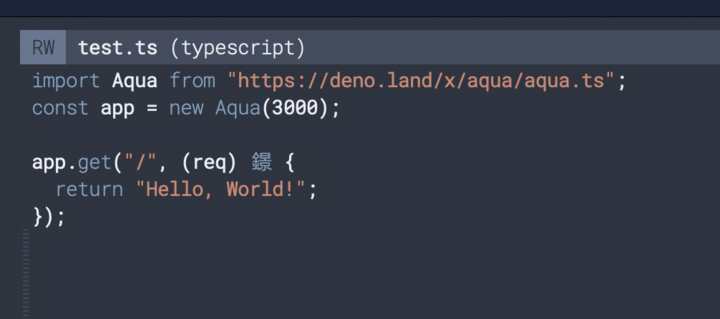 RW test.ts (typescript)
import Aqua from "https://deno.land/x/aqua/aqua.ts";
const app = new Aqua(3000);
app.get("/", (req) 鐛 {
return "Hello, World!";
});